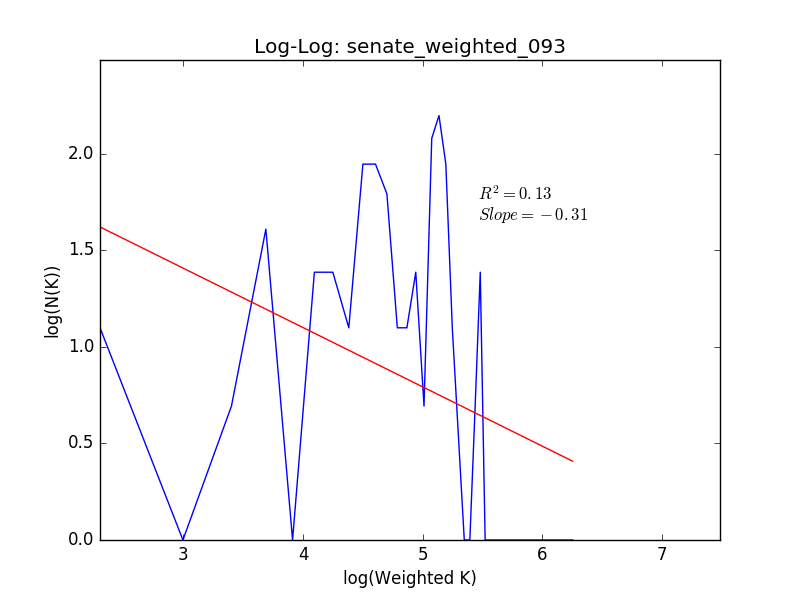 Log-Log: senate_weighted_093
2.0
1.5
1.0
0.5
0.0
log(N(K))
R² = 0.13
Slope = −0.31
3 4 5 6 7
log(Weighted K)